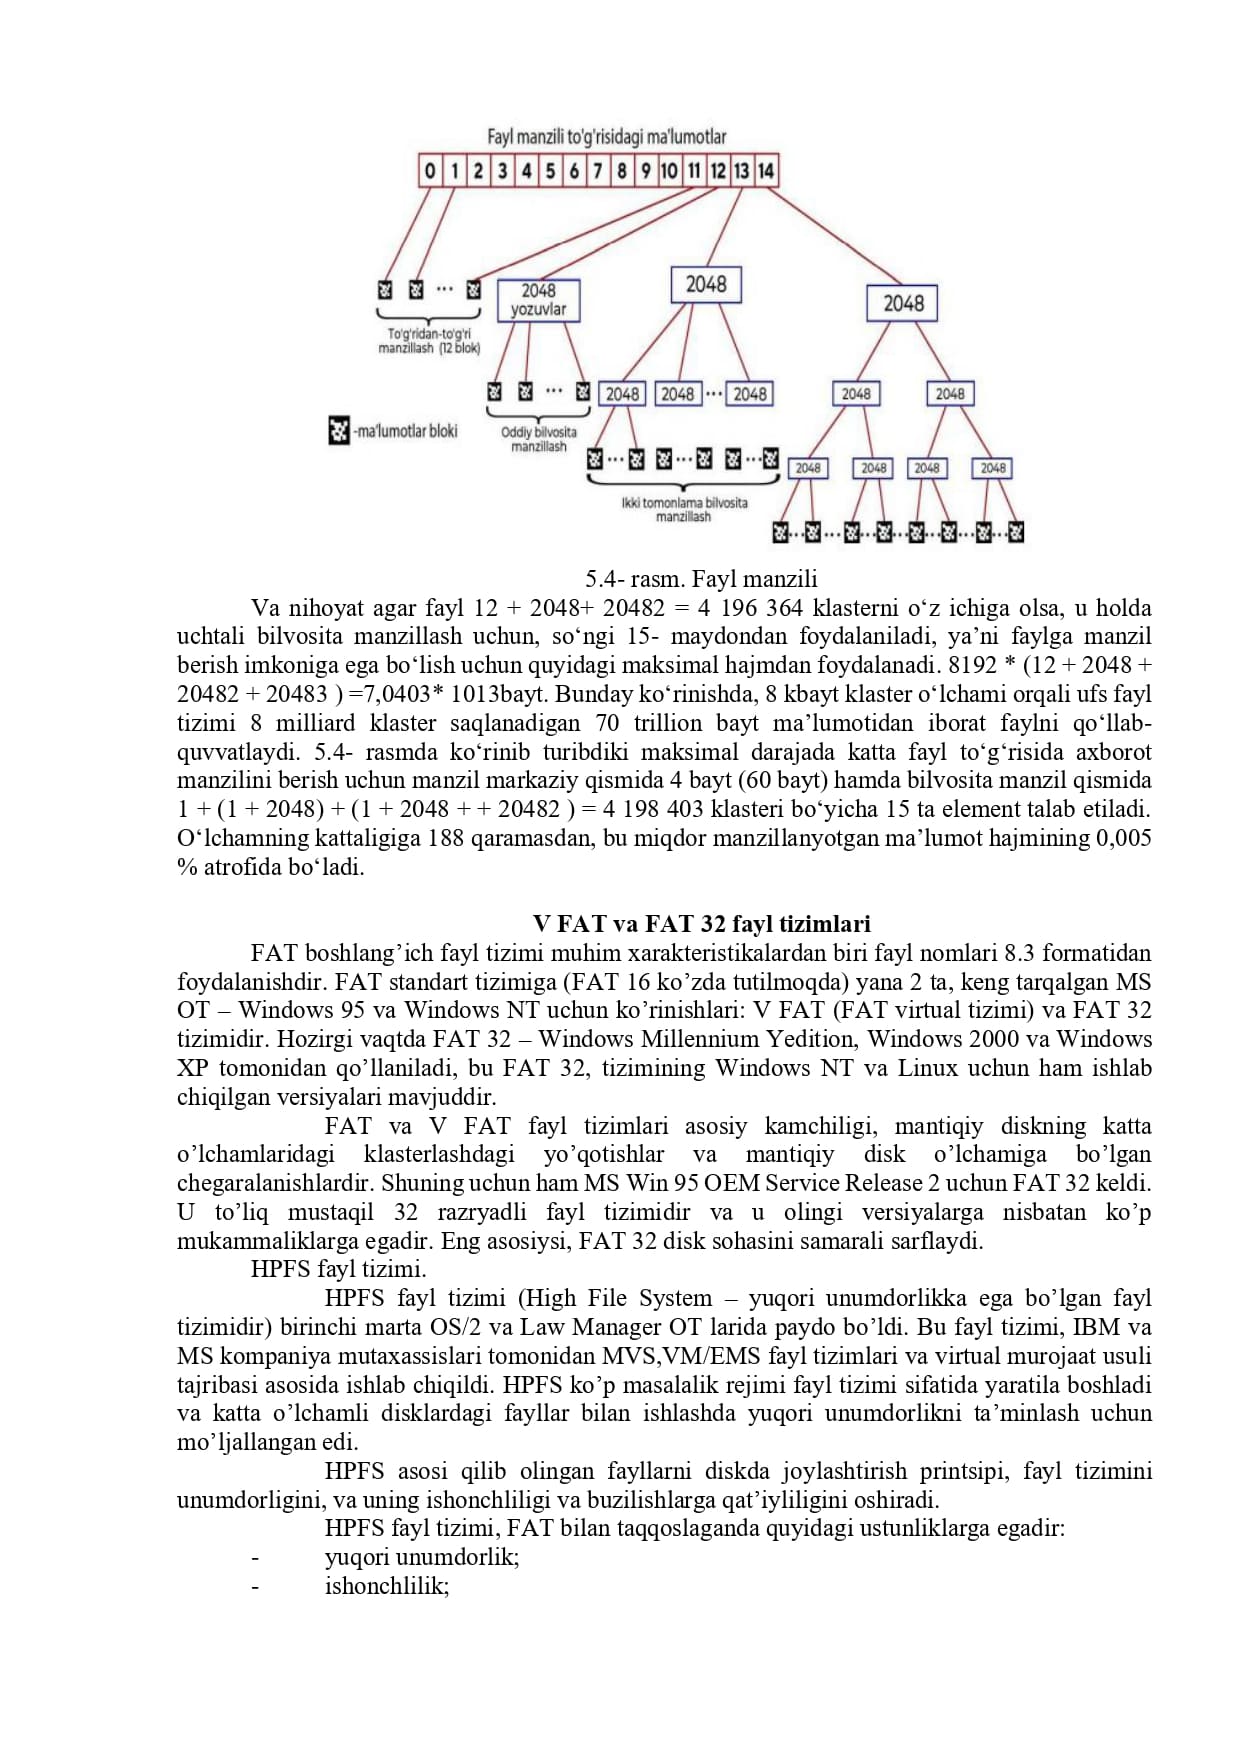 Fayl manzili to'g'risidagi ma'lumotlar
0 1 2 3 4 5 6 7 8 9 10 11 12 13 14
2048
yozuvlar
2048
2048
To'g'ridan-to'g'ri
manzillash (12 blok)
2048 2048 ... 2048
2048 2048
-ma'lumotlar bloki
Oddiy bilvosita
manzillash
2048 2048 2048 2048
Ikki tomonlama bilvosita
manzillash
5.4- rasm. Fayl manzili
Va nihoyat agar fayl 12 + 2048+ 20482 = 4 196 364 klasterni o‘z ichiga olsa, u holda
uchtali bilvosita manzillash uchun, so‘ngi 15- maydondan foydalaniladi, ya’ni faylga manzil
berish imkoniga ega bo‘lish uchun quyidagi maksimal hajmdan foydalanadi. 8192 * (12 + 2048 +
20482 + 20483 ) =7,0403* 1013bayt. Bunday ko‘rinishda, 8 kbayt klaster o‘lchami orqali ufs fayl
tizimi 8 milliard klaster saqlanadigan 70 trillion bayt ma’lumotidan iborat faylni qo‘llab-
quvvatlaydi. 5.4- rasmda ko‘rinib turibdiki maksimal darajada katta fayl to‘g‘risida axborot
manzilini berish uchun manzil markaziy qismida 4 bayt (60 bayt) hamda bilvosita manzil qismida
1 + (1 + 2048) + (1 + 2048 + + 20482 ) = 4 198 403 klasteri bo‘yicha 15 ta element talab etiladi.
O‘lchamning kattaligiga 188 qaramasdan, bu miqdor manzillanyotgan ma’lumot hajmining 0,005
% atrofida bo‘ladi.
V FAT va FAT 32 fayl tizimlari
FAT boshlang’ich fayl tizimi muhim xarakteristikalardan biri fayl nomlari 8.3 formatidan
foydalanishdir. FAT standart tizimiga (FAT 16 ko’zda tutilmoqda) yana 2 ta, keng tarqalgan MS
OT – Windows 95 va Windows NT uchun ko’rinishlari: V FAT (FAT virtual tizimi) va FAT 32
tizimidir. Hozirgi vaqtda FAT 32 – Windows Millennium Yedition, Windows 2000 va Windows
XP tomonidan qo’llaniladi, bu FAT 32, tizimining Windows NT va Linux uchun ham ishlab
chiqilgan versiyalari mavjuddir.
FAT va V FAT fayl tizimlari asosiy kamchiligi, mantiqiy diskning katta
o’lchamlaridagi klasterlashdagi yo’qotishlar va mantiqiy disk o’lchamiga bo’lgan
chegaralanishlardir. Shuning uchun ham MS Win 95 OEM Service Release 2 uchun FAT 32 keldi.
U to’liq mustaqil 32 razryadli fayl tizimidir va u olingi versiyalarga nisbatan ko’p
mukammaliklarga egadir. Eng asosiysi, FAT 32 disk sohasini samarali sarflaydi.
HPFS fayl tizimi.
HPFS fayl tizimi (High File System – yuqori unumdorlikka ega bo’lgan fayl
tizimidir) birinchi marta OS/2 va Law Manager OT larida paydo bo’ldi. Bu fayl tizimi, IBM va
MS kompaniya mutaxassislari tomonidan MVS,VM/EMS fayl tizimlari va virtual murojaat usuli
tajribasi asosida ishlab chiqildi. HPFS ko’p masalalik rejimi fayl tizimi sifatida yaratila boshladi
va katta o’lchamli disklardagi fayllar bilan ishlashda yuqori unumdorlikni ta’minlash uchun
mo’ljallangan edi.
HPFS asosi qilib olingan fayllarni diskda joylashtirish printsipi, fayl tizimini
unumdorligini, va uning ishonchliligi va buzilishlarga qat’iyliligini oshiradi.
HPFS fayl tizimi, FAT bilan taqqoslaganda quyidagi ustunliklarga egadir:
- yuqori unumdorlik;
- ishonchlilik;